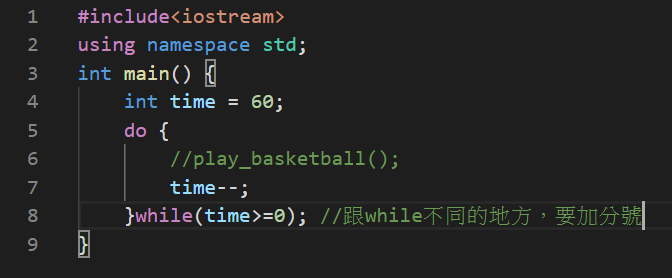 1 #include<iostream>
2 using namespace std;
3 int main() {
4 int time = 60;
5 do {
6 //play_basketball();
7 time--;
8 }while(time>=0); //跟while不同的地方，要加分號
9 }